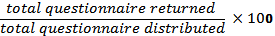 total questionnaire returned
total questionnaire distributed × 100